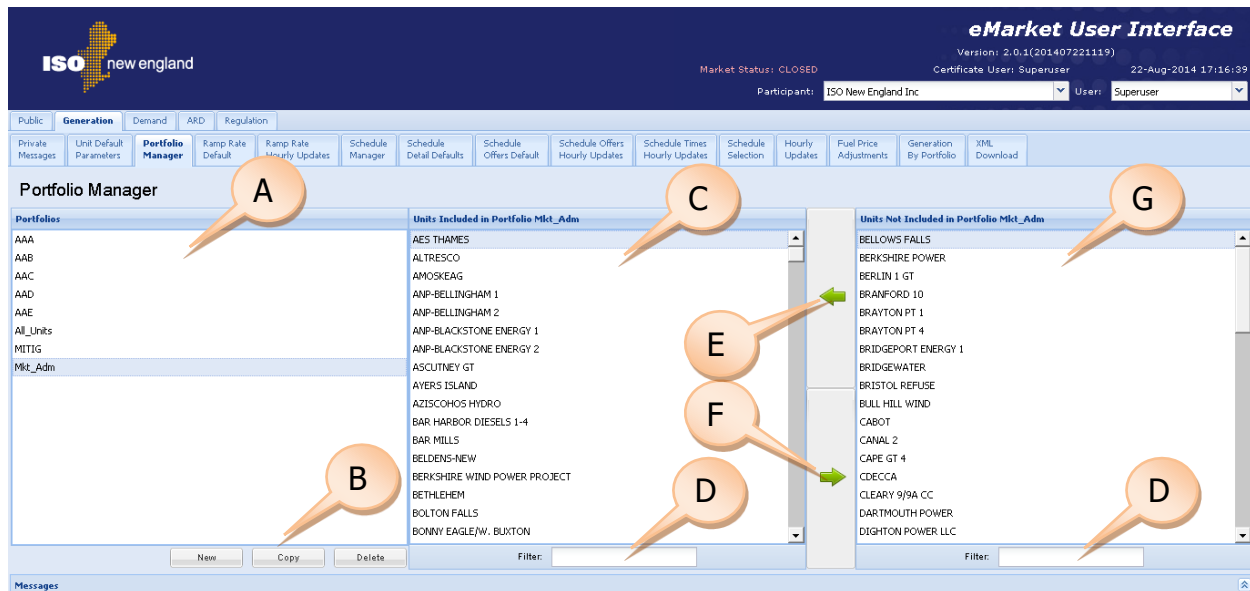 eMarket User Interface
ISO new england
Version: 2.0.1(201407221119)
Market Status: CLOSED
Certificate User: Superuser
22-Aug-2014 17:16:39
Participant: ISO New England Inc
User: Superuser
Public
Generation
Demand
ARD
Regulation
Private Messages
Unit Default Parameters
Portfolio Manager
Ramp Rate Default
Ramp Rate Hourly Updates
Schedule Manager
Schedule Detail Defaults
Schedule Offers Default
Schedule Offers Hourly Updates
Schedule Times Hourly Updates
Schedule Selection
Hourly Updates
Fuel Price Adjustments
Generation By Portfolio
XML Download
Portfolio Manager
A
C
G
Portfolios
AAA
AAB
AAC
AAD
AAE
All_Units
MITIG
Mkt_Adm
B
New
Copy
Delete
Units Included in Portfolio Mkt_Adm
AES THAMES
ALTRESCO
AMOSKEAG
ANP-BELLINGHAM 1
ANP-BELLINGHAM 2
ANP-BLACKSTONE ENERGY 1
ANP-BLACKSTONE ENERGY 2
ASCUTNEY GT
AYERS ISLAND
AZISCOHOS HYDRO
BAR HARBOR DIESELS 1-4
BAR MILLS
BELDENS-NEW
BERKSHIRE WIND POWER PROJECT
BETHLEHEM
BOLTON FALLS
BONNY EAGLE/W. BUXTON
Filter:
D
E
F
Units Not Included in Portfolio Mkt_Adm
BELLOWS FALLS
BERKSHIRE POWER
BERLIN 1 GT
BRANFORD 10
BRAYTON PT 1
BRAYTON PT 4
BRIDGEPORT ENERGY 1
BRIDGEWATER
BRISTOL REFUSE
BULL HILL WIND
CABOT
CANAL 2
CAPE GT 4
CDECCA
CLEARY 9/9A CC
DARTMOUTH POWER
DIGHTON POWER LLC
Filter:
D
Messages